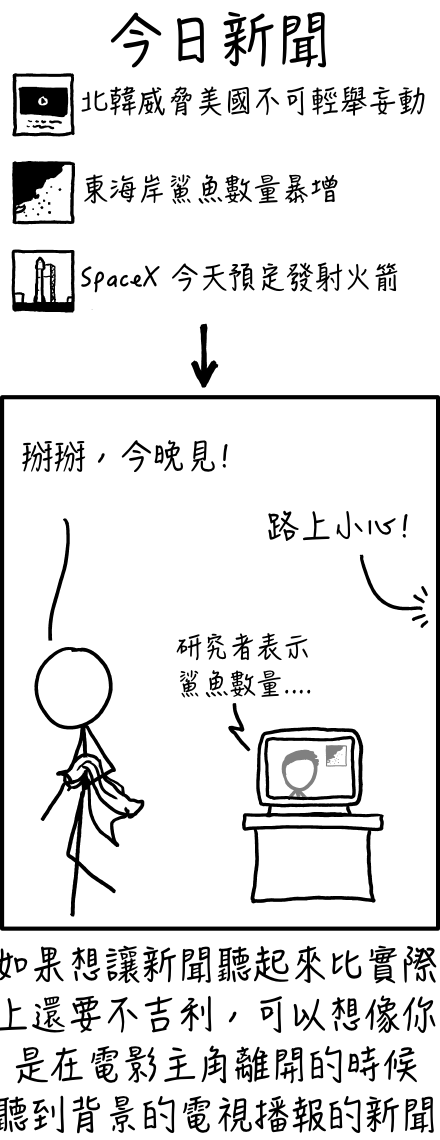 今日新聞
北韓威脅美國不可輕舉妄動
東海岸鯊魚數量暴增
SpaceX 今天預定發射火箭
掰掰，今晚見!
路上小心!
研究者表示
鯊魚數量....
如果想讓新聞聽起來比實際
上還要不吉利，可以想像你
是在電影主角離開的時候
聽到背景的電視播報的新聞